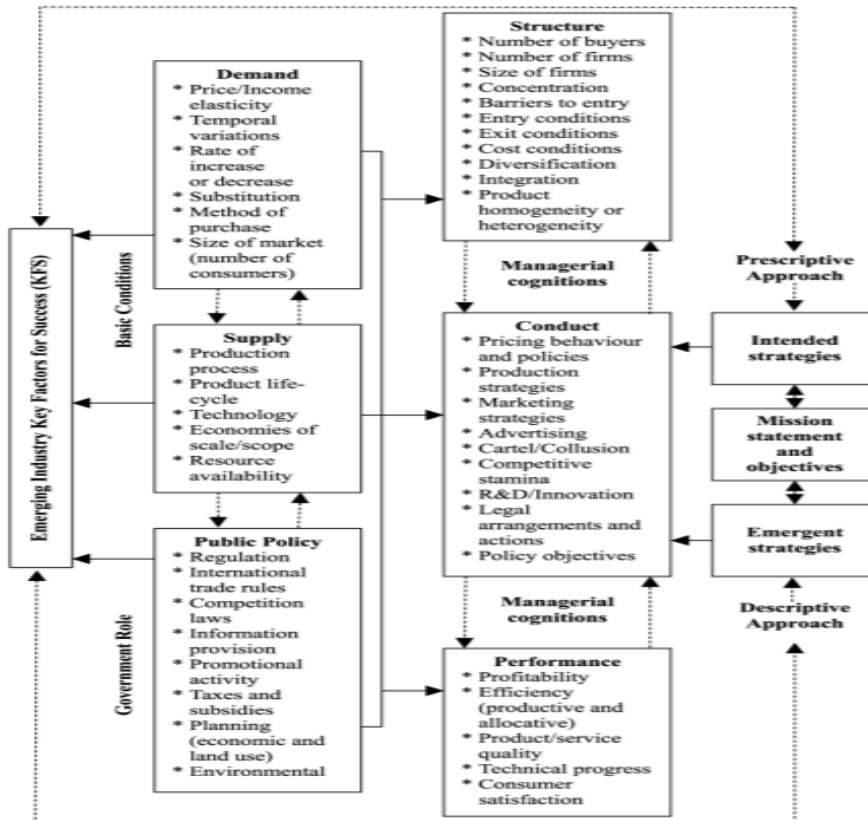 Structure
* Number of buyers
* Number of firms
* Size of firms
* Concentration
* Barriers to entry
* Entry conditions
* Exit conditions
* Cost conditions
* Diversification
* Integration
* Product
homogeneity or
heterogeneity
Demand
* Price/Income
elasticity
* Temporal
variations
* Rate of
increase
or decrease
* Substitution
* Method of
purchase
* Size of market
(number of
consumers)
Emerging Industry Key Factors for Success (KFS)
Basic Conditions
Managerial
cognitions
Prescriptive
Approach
Supply
* Production
process
* Product life-
cycle
* Technology
* Economies of
scale/scope
* Resource
availability
Conduct
* Pricing behaviour
and policies
* Production
strategies
* Marketing
strategies
* Advertising
* Cartel/Collusion
* Competitive
stamina
* R&D/Innovation
* Legal
arrangements and
actions
* Policy objectives
Intended
strategies
Mission
statement and
objectives
Emergent
strategies
Public Policy
* Regulation
* International
trade rules
* Competition
laws
* Information
provision
* Promotional
activity
* Taxes and
subsidies
* Planning
(economic and
land use)
* Environmental
Government Role
Managerial
cognitions
Descriptive
Approach
Performance
* Profitability
* Efficiency
(productive and
allocative)
* Product/service
quality
* Technical progress
* Consumer
satisfaction